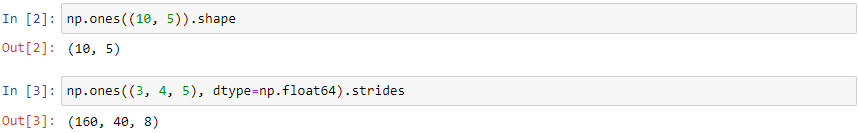 In [2]: np.ones((10, 5)).shape
Out[2]: (10, 5)
In [3]: np.ones((3, 4, 5), dtype=np.float64).strides
Out[3]: (160, 40, 8)